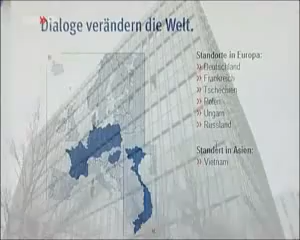 Dialoge verändern die Welt.
Standorte in Europa:
» Deutschland
» Frankreich
» Tschechien
» Polen
» Ungarn
» Russland
Standort in Asien:
» Vietnam